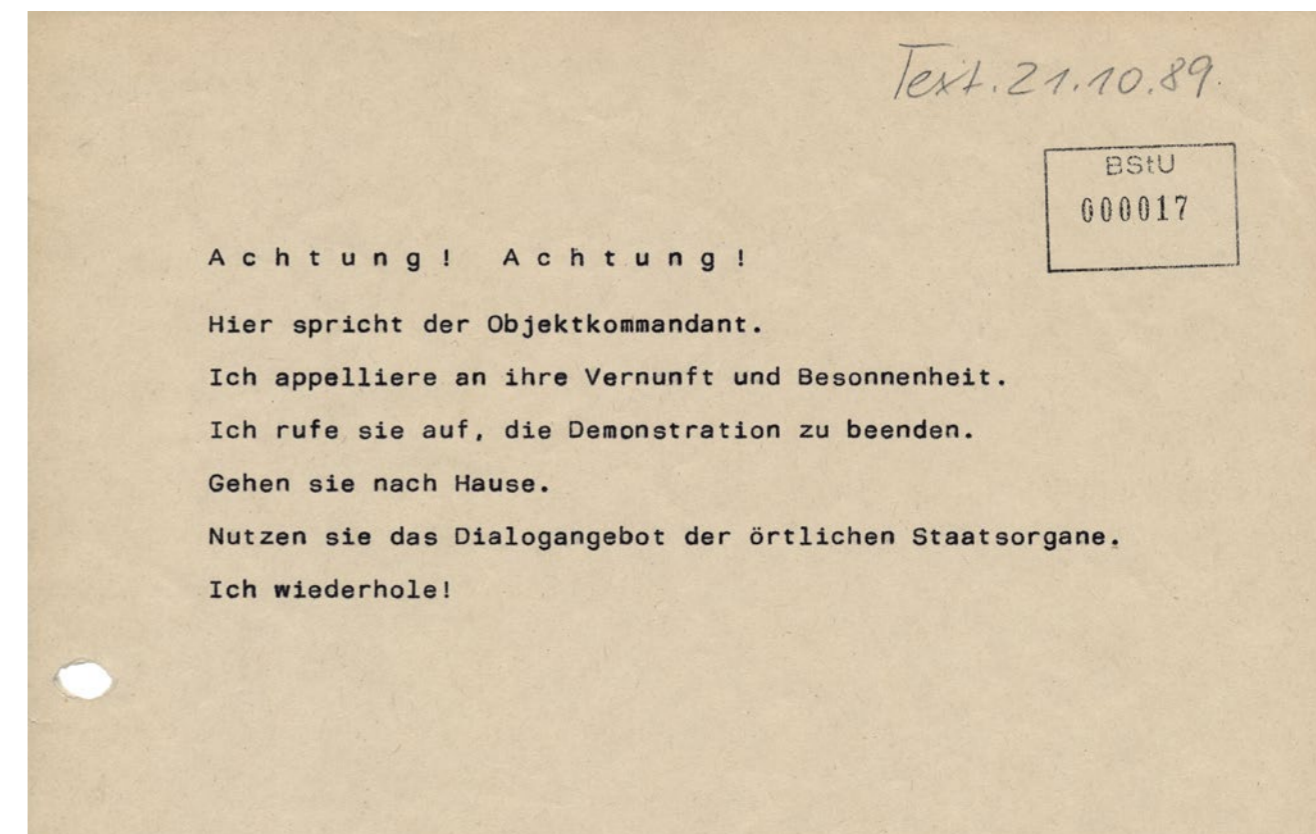 Text. 21.10.89.
BStU
000017
A c h t u n g ! A c h t u n g !
Hier spricht der Objektkommandant.
Ich appelliere an ihre Vernunft und Besonnenheit.
Ich rufe sie auf, die Demonstration zu beenden.
Gehen sie nach Hause.
Nutzen sie das Dialogangebot der örtlichen Staatsorgane.
Ich wiederhole!